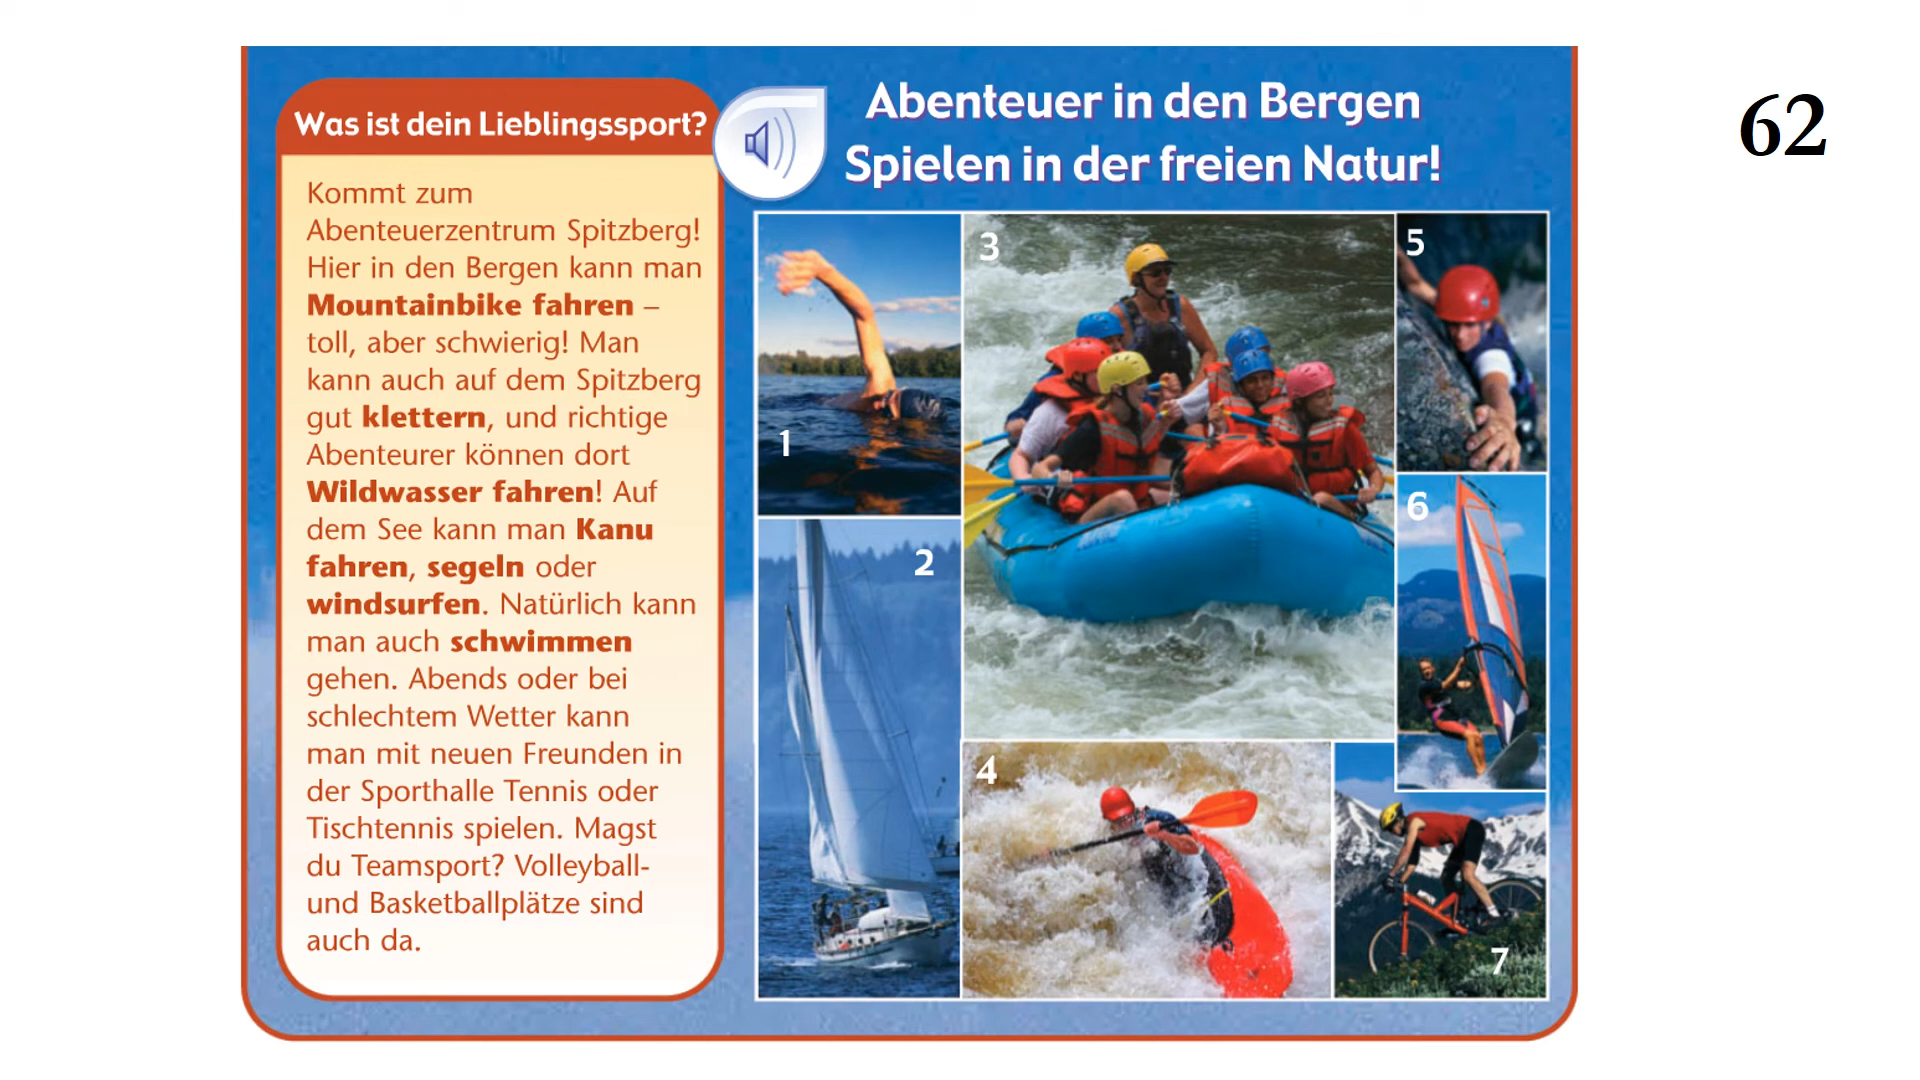 Was ist dein Lieblingssport?
Kommt zum
Abenteuerzentrum Spitzberg!
Hier in den Bergen kann man
Mountainbike fahren –
toll, aber schwierig! Man
kann auch auf dem Spitzberg
gut klettern, und richtige
Abenteurer können dort
Wildwasser fahren! Auf
dem See kann man Kanu
fahren, segeln oder
windsurfen. Natürlich kann
man auch schwimmen
gehen. Abends oder bei
schlechtem Wetter kann
man mit neuen Freunden in
der Sporthalle Tennis oder
Tischtennis spielen. Magst
du Teamsport? Volleyball-
und Basketballplätze sind
auch da.
Abenteuer in den Bergen
Spielen in der freien Natur!
1
2
3
4
5
6
7
62